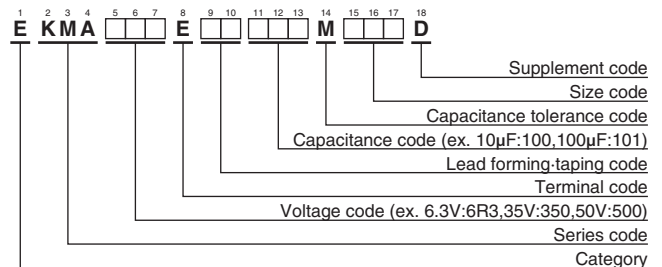 1 2 3 4 5 6 7 8 9 10 11 12 13 14 15 16 17 18
E KMA E M D
Supplement code
Size code
Capacitance tolerance code
Capacitance code (ex. 10µF:100,100µF:101)
Lead forming·taping code
Terminal code
Voltage code (ex. 6.3V:6R3,35V:350,50V:500)
Series code
Category